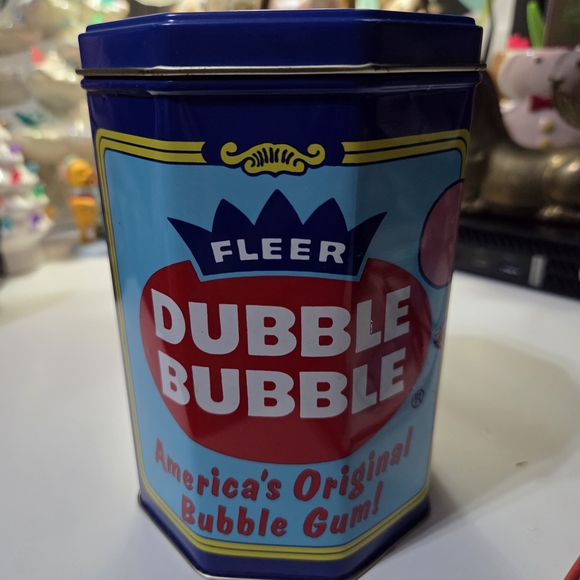 FLEER
DUBBLE
BUBBLE®
America's Original
Bubble Gum!